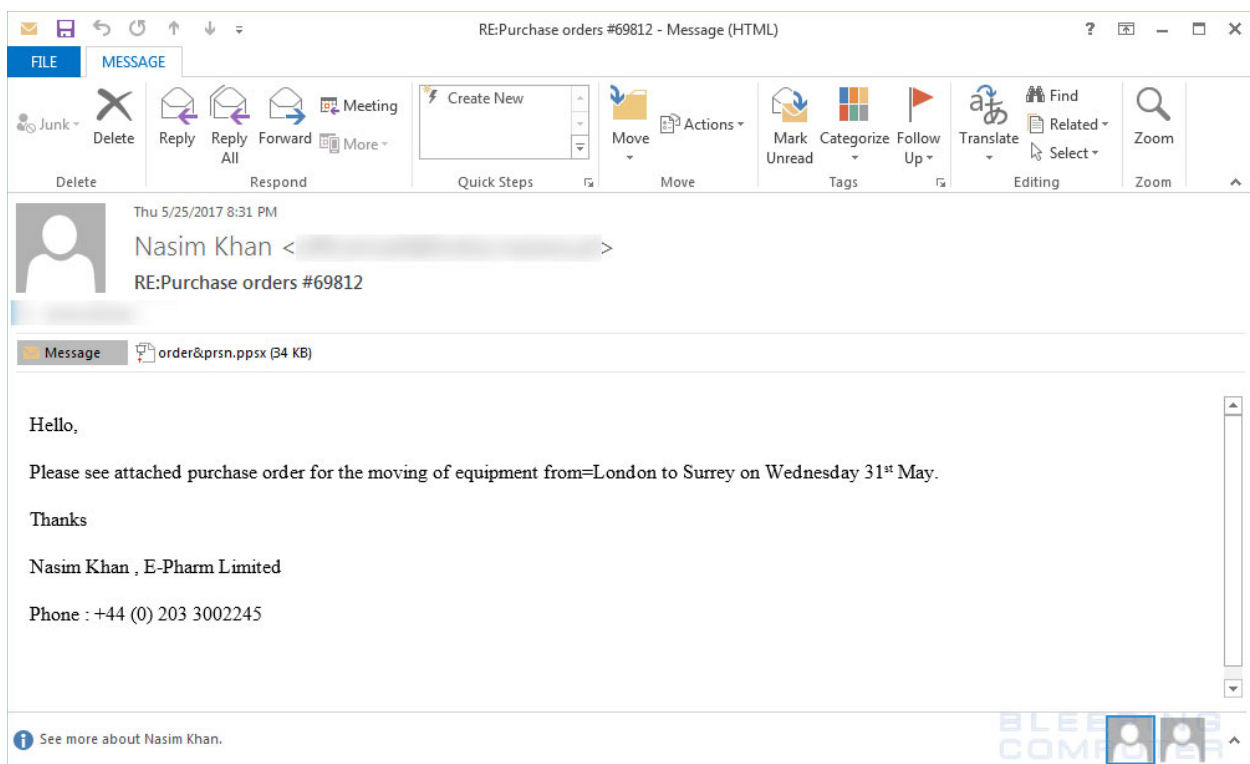 RE:Purchase orders #69812 - Message (HTML)
FILE MESSAGE
Junk
Delete
Reply
Reply All
Forward
Meeting
More
Create New
Move
Actions
Mark Unread
Categorize
Follow Up
Translate
Find
Related
Select
Zoom
Delete Respond Quick Steps Move Tags Editing Zoom
Thu 5/25/2017 8:31 PM
Nasim Khan < >
RE:Purchase orders #69812
Message order&prsn.ppsx (34 KB)
Hello,
Please see attached purchase order for the moving of equipment from=London to Surrey on Wednesday 31st May.
Thanks
Nasim Khan , E-Pharm Limited
Phone : +44 (0) 203 3002245
See more about Nasim Khan.